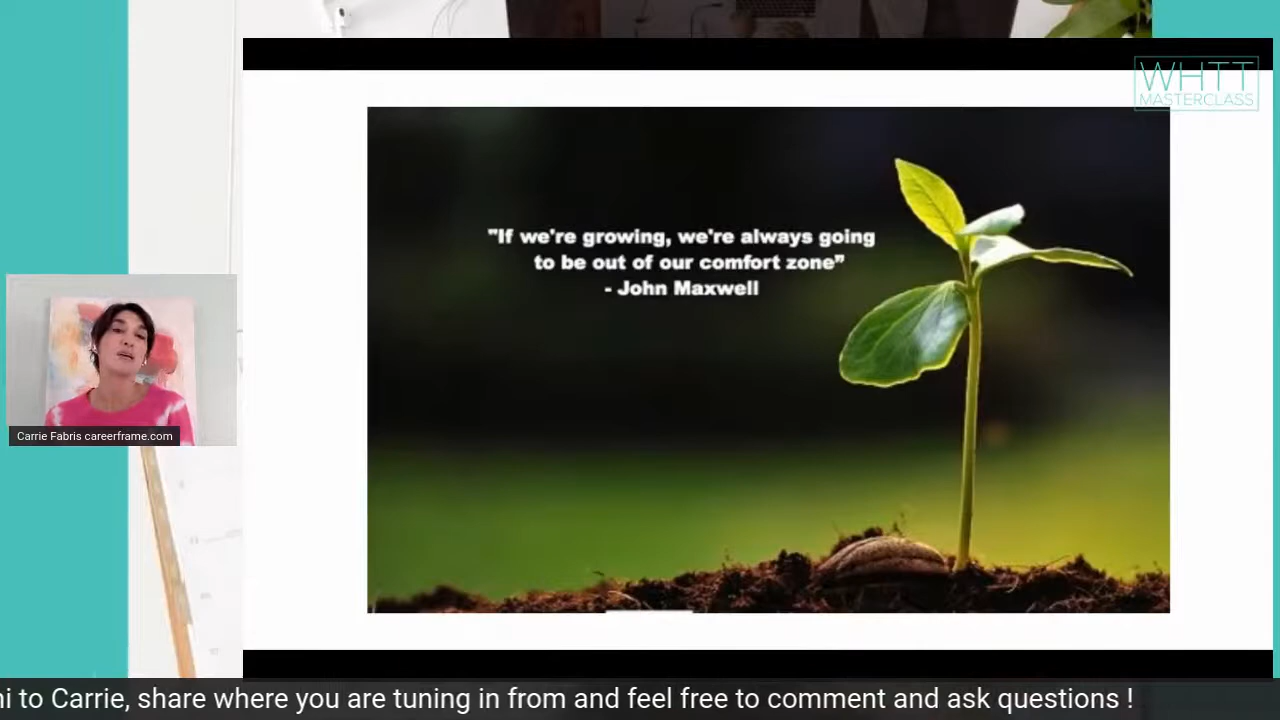 WHTT
MASTERCLASS
"If we're growing, we're always going
to be out of our comfort zone”
- John Maxwell
Carrie Fabris careerframe.com
to Carrie, share where you are tuning in from and feel free to comment and ask questions !